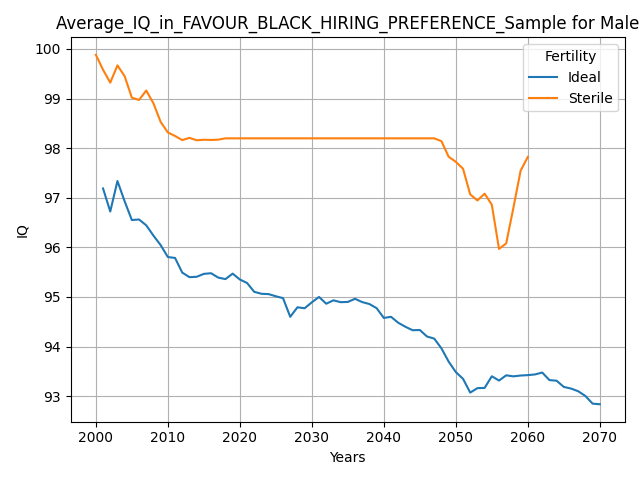 Average_IQ_in_FAVOUR_BLACK_HIRING_PREFERENCE_Sample for Male
Fertility
Ideal
Sterile
100
99
98
97
96
95
94
93
IQ
2000 2010 2020 2030 2040 2050 2060 2070
Years